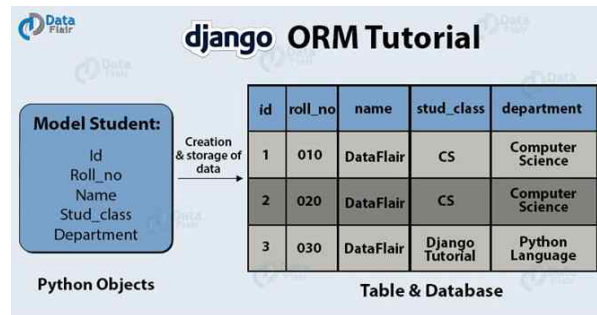 Data
Flair
django ORM Tutorial
Model Student:
Id
Roll_no
Name
Stud_class
Department
Python Objects
Creation
& storage of
data
id roll_no name stud_class department
1 010 DataFlair CS Computer Science
2 020 DataFlair CS Computer Science
3 030 DataFlair Django Tutorial Python Language
Table & Database